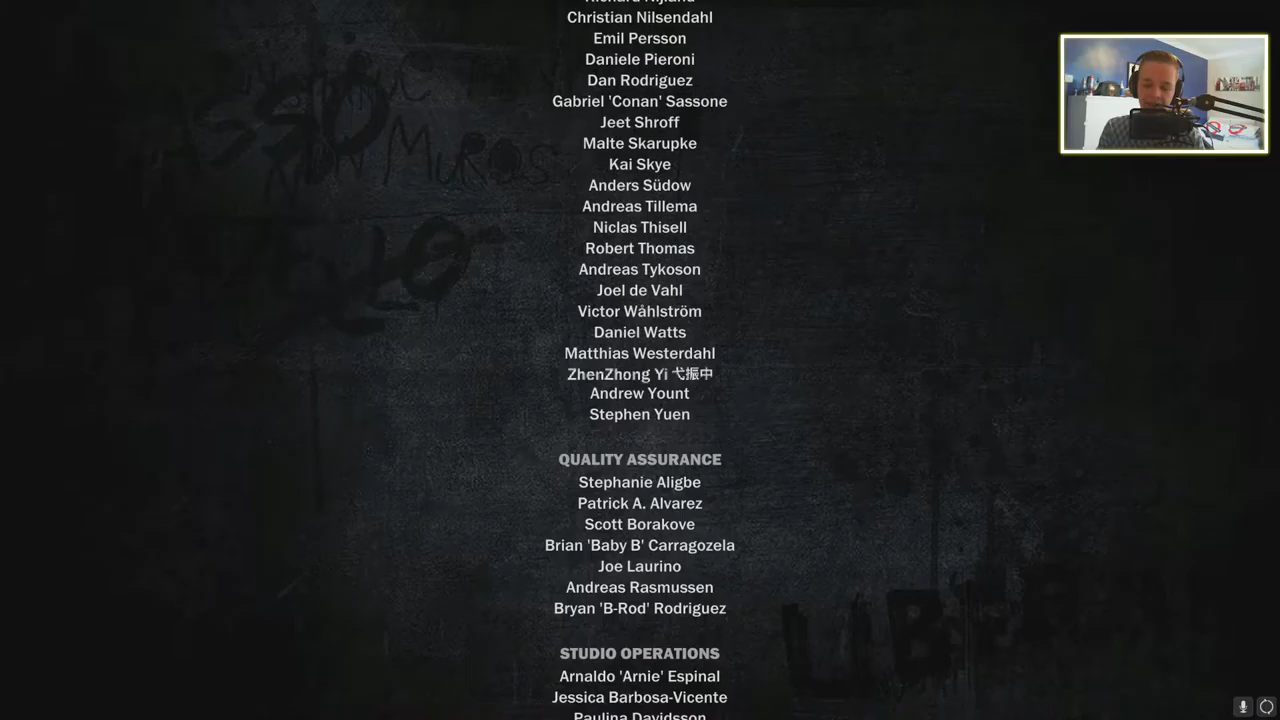 Christian Nilsendahl
Emil Persson
Daniele Pieroni
Dan Rodriguez
Gabriel 'Conan' Sassone
Jeet Shroff
Malte Skarupke
Kai Skye
Anders Südow
Andreas Tillema
Niclas Thisell
Robert Thomas
Andreas Tykoson
Joel de Vahl
Victor Wåhlström
Daniel Watts
Matthias Westerdahl
ZhenZhong Yi 弋振中
Andrew Yount
Stephen Yuen
QUALITY ASSURANCE
Stephanie Aligbe
Patrick A. Alvarez
Scott Borakove
Brian 'Baby B' Carragozela
Joe Laurino
Andreas Rasmussen
Bryan 'B-Rod' Rodriguez
STUDIO OPERATIONS
Arnaldo 'Arnie' Espinal
Jessica Barbosa-Vicente
Paulina Davidsson